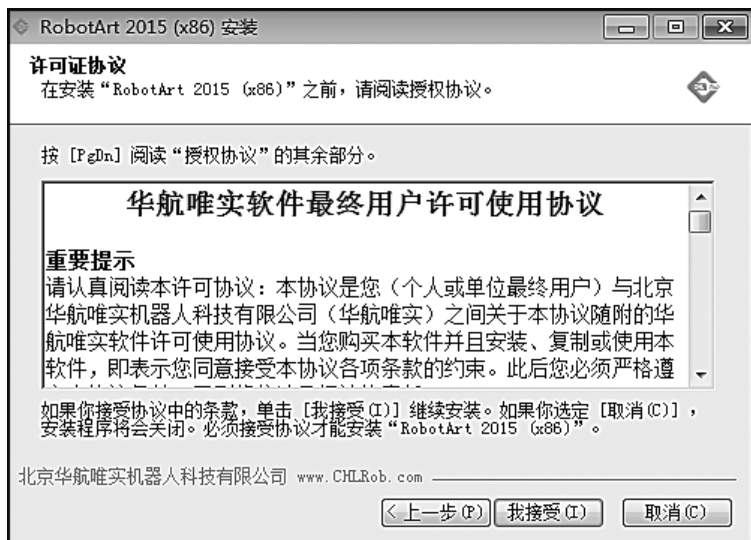 RobotArt 2015 (x86) 安装
许可证协议
在安装“RobotArt 2015 (x86)”之前，请阅读授权协议。
按 [PgDn] 阅读“授权协议”的其余部分。
华航唯实软件最终用户许可使用协议
重要提示
请认真阅读本许可协议：本协议是您（个人或单位最终用户）与北京
华航唯实机器人科技有限公司（华航唯实）之间关于本协议随附的华
航唯实软件许可使用协议。当您购买本软件并且安装、复制或使用本
软件，即表示您同意接受本协议各项条款的约束。此后您必须严格遵
如果你接受协议中的条款，单击 [我接受(I)] 继续安装。如果你选定 [取消(C)] ，
安装程序将会关闭。必须接受协议才能安装“RobotArt 2015 (x86)”。
北京华航唯实机器人科技有限公司 www.CHLRob.com
< 上一步(P) 我接受(I) 取消(C)